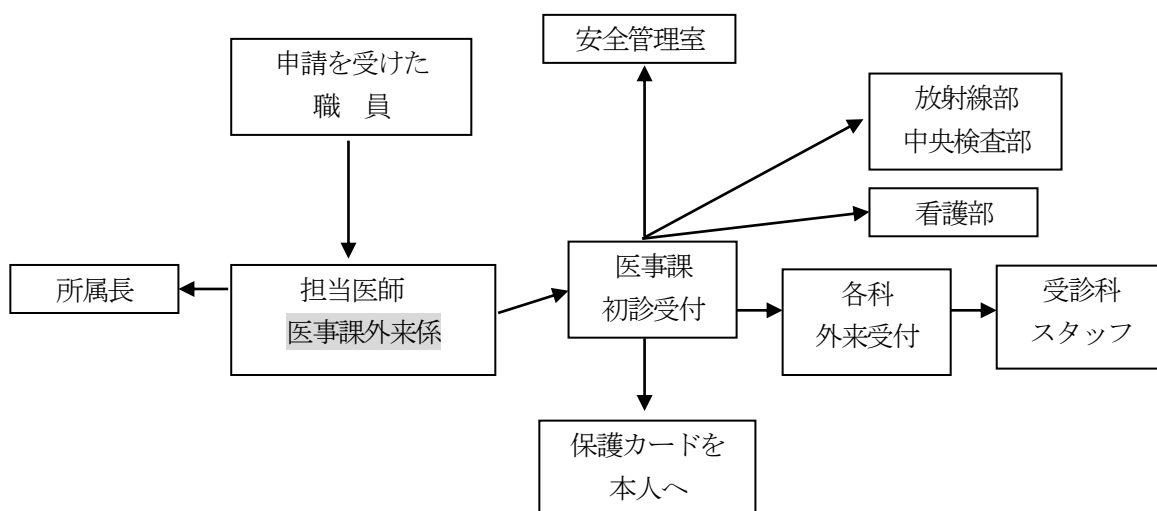 安全管理室
申請を受けた
職　員
放射線部
中央検査部
看護部
所属長
担当医師
医事課外来係
医事課
初診受付
各科
外来受付
受診科
スタッフ
保護カードを
本人へ